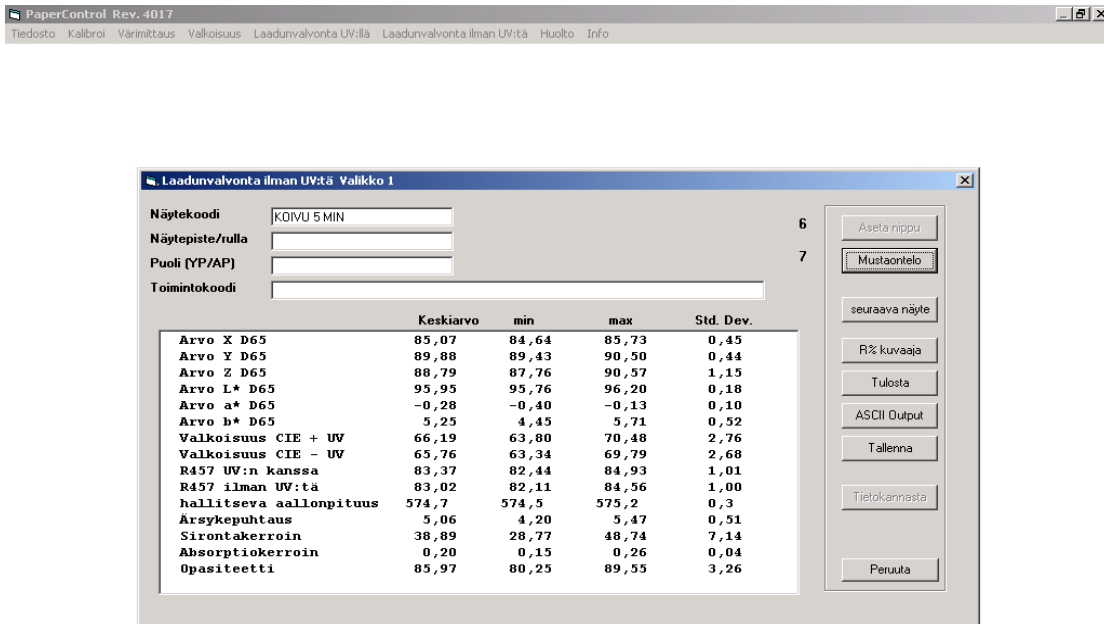 PaperControl Rev. 4017
Tiedosto Kalibroi Värimittaus Valkoisuus Laadunvalvonta UV:llä Laadunvalvonta ilman UV:tä Huolto Info
Laadunvalvonta ilman UV:tä Valikko 1
Näytekoodi KOIVU 5 MIN
Näytepiste/rulla
Puoli (YP/AP)
Toimintokoodi
6 Aseta nippu
7 Mustaontelo
seuraava näyte
R% kuvaaja
Tulosta
ASCII Output
Tallenna
Tietokannasta
Peruuta
Keskiarvo min max Std. Dev.
Arvo X D65 85,07 84,64 85,73 0,45
Arvo Y D65 89,88 89,43 90,50 0,44
Arvo Z D65 88,79 87,76 90,57 1,15
Arvo L* D65 95,95 95,76 96,20 0,18
Arvo a* D65 -0,28 -0,40 -0,13 0,10
Arvo b* D65 5,25 4,45 5,71 0,52
Valkoisuus CIE + UV 66,19 63,80 70,48 2,76
Valkoisuus CIE - UV 65,76 63,34 69,79 2,68
R457 UV:n kanssa 83,37 82,44 84,93 1,01
R457 ilman UV:tä 83,02 82,11 84,56 1,00
hallitseva aallonpituus 574,7 574,5 575,2 0,3
Ärsykepuhtaus 5,06 4,20 5,47 0,51
Sirontakerroin 38,89 28,77 48,74 7,14
Absorptiokerroin 0,20 0,15 0,26 0,04
Opasiteetti 85,97 80,25 89,55 3,26